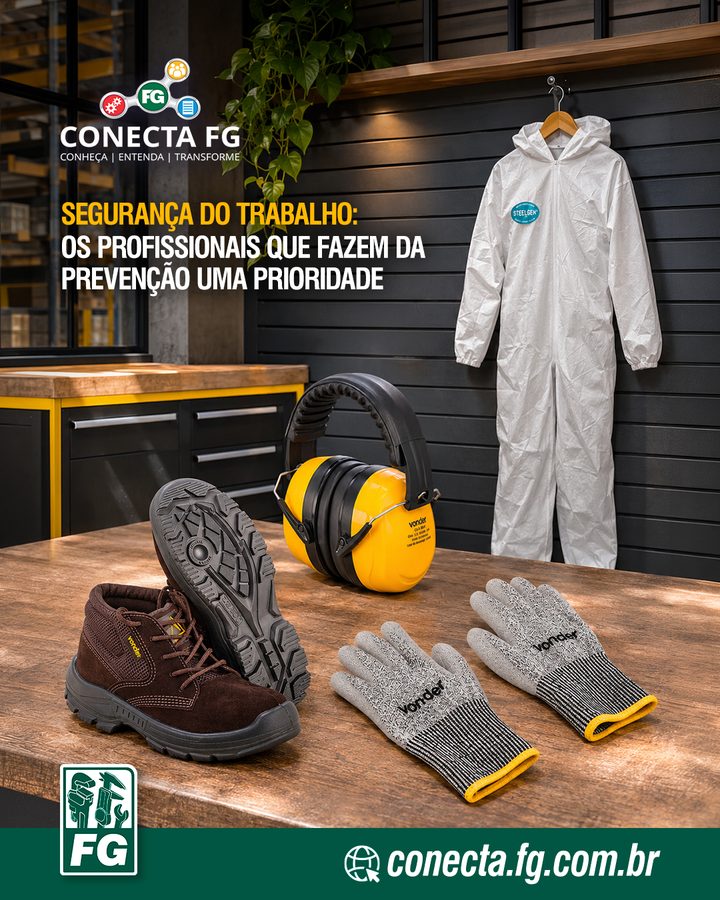 FG
CONECTA FG
CONHEÇA | ENTENDA | TRANSFORME
SEGURANÇA DO TRABALHO:
OS PROFISSIONAIS QUE FAZEM DA
PREVENÇÃO UMA PRIORIDADE
STEELGEN
vonder
vonder
vonder
vonder
FG
conecta.fg.com.br